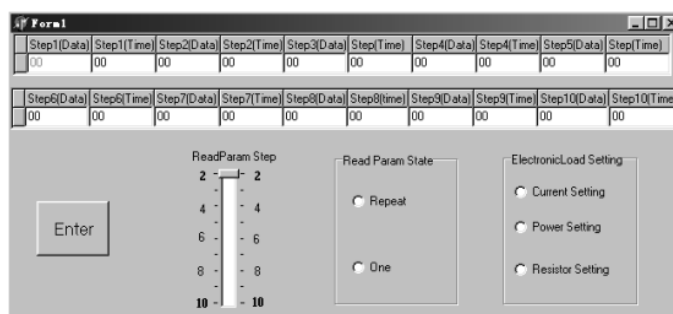 Form1
Step1(Data) Step1(Time) Step2(Data) Step2(Time) Step3(Data) Step(Time) Step4(Data) Step4(Time) Step5(Data) Step(Time)
00 00 00 00 00 00 00 00 00 00
Step6(Data) Step6(Time) Step7(Data) Step7(Time) Step8(Data) Step8(time) Step9(Data) Step9(Time) Step10(Data) Step10(Time
00 00 00 00 00 00 00 00 00 00
ReadParam Step
2 2
4 4
6 6
8 8
10 10
Enter
Read Param State
Repeat
One
ElectronicLoad Setting
Current Setting
Power Setting
Resistor Setting